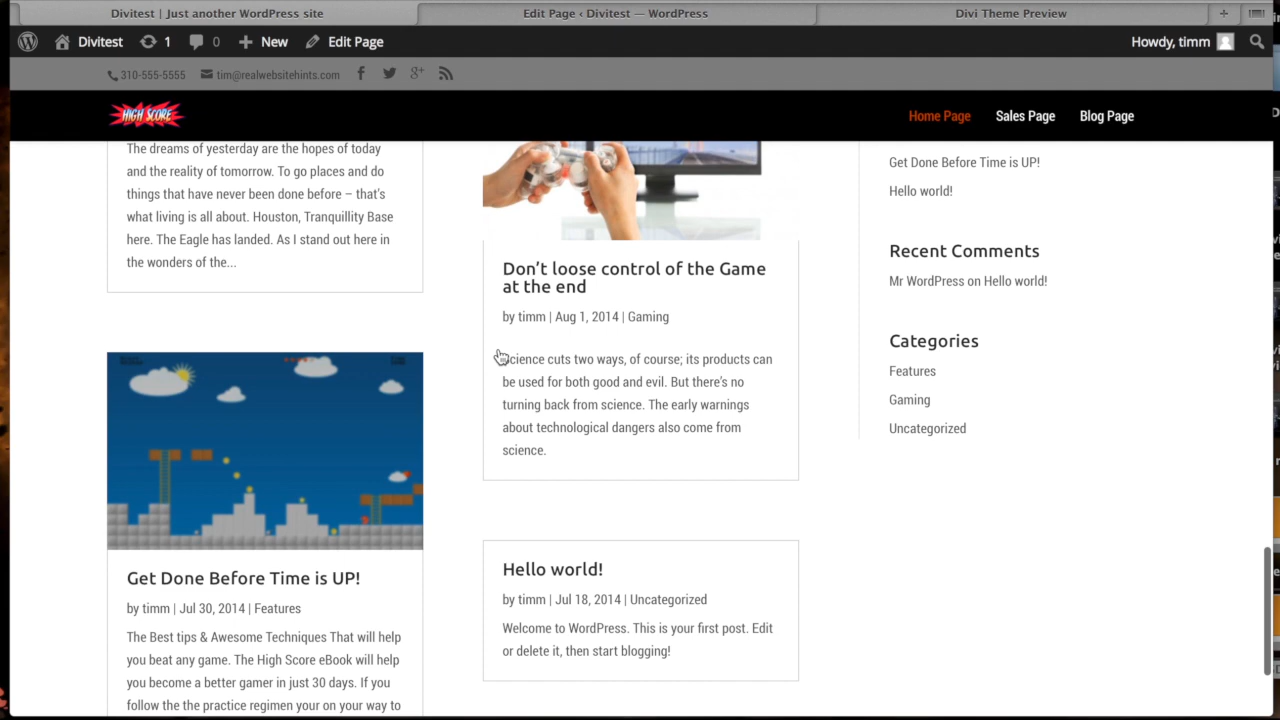 Divitest | Just another WordPress site
Edit Page ‹ Divitest — WordPress
Divi Theme Preview
Divitest
1
0
New
Edit Page
Howdy, timm
310-555-5555
tim@realwebsitehints.com
HIGH SCORE
Home Page
Sales Page
Blog Page
The dreams of yesterday are the hopes of today
and the reality of tomorrow. To go places and do
things that have never been done before – that's
what living is all about. Houston, Tranquillity Base
here. The Eagle has landed. As I stand out here in
the wonders of the...
Get Done Before Time is UP!
by timm | Jul 30, 2014 | Features
The Best tips & Awesome Techniques That will help
you beat any game. The High Score eBook will help
you become a better gamer in just 30 days. If you
follow the the practice regimen your on your way to
Don't loose control of the Game
at the end
by timm | Aug 1, 2014 | Gaming
Science cuts two ways, of course; its products can
be used for both good and evil. But there's no
turning back from science. The early warnings
about technological dangers also come from
science.
Hello world!
by timm | Jul 18, 2014 | Uncategorized
Welcome to WordPress. This is your first post. Edit
or delete it, then start blogging!
Get Done Before Time is UP!
Hello world!
Recent Comments
Mr WordPress on Hello world!
Categories
Features
Gaming
Uncategorized